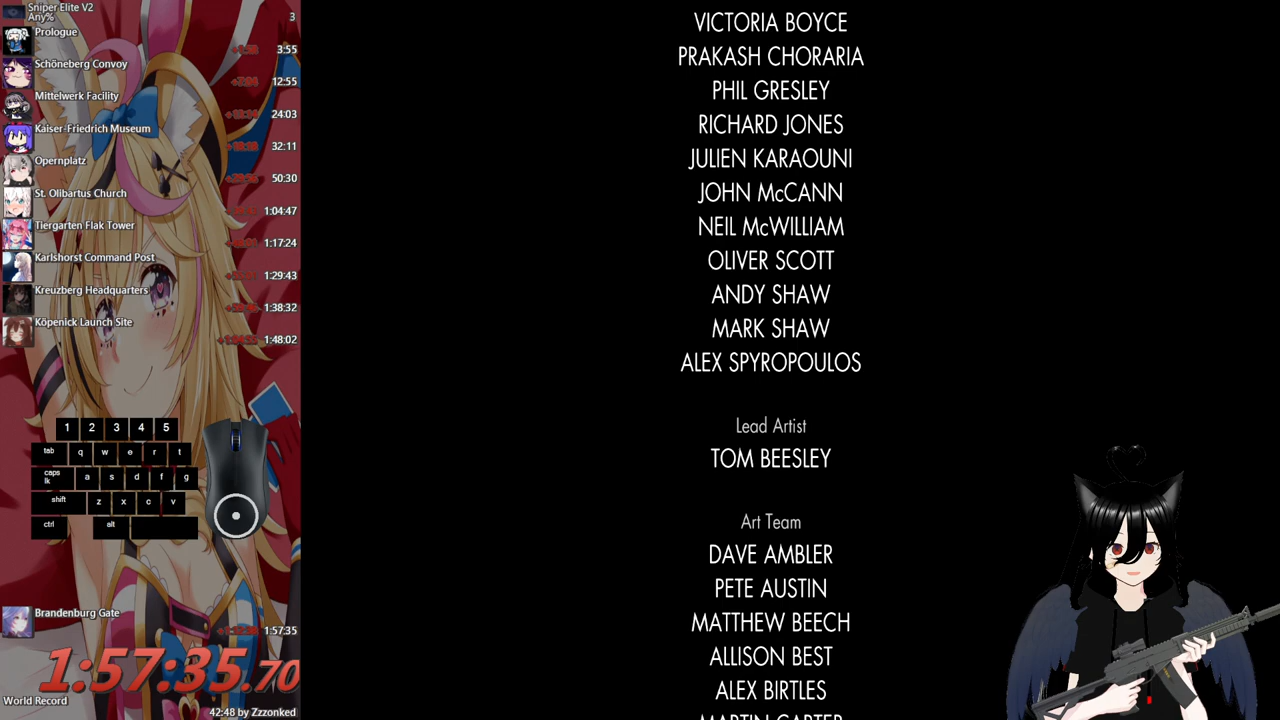 Sniper Elite V2
Any%
3
Prologue
3:55
Schöneberg Convoy
12:55
Mittelwerk Facility
24:03
Kaiser-Friedrich Museum
32:11
Opernplatz
50:30
St. Olibartus Church
1:04:47
Tiergarten Flak Tower
1:17:24
Karlshorst Command Post
1:29:43
Kreuzberg Headquarters
1:38:32
Köpenick Launch Site
1:48:02
1 2 3 4 5
tab q w e r t
caps lk a s d f g
shift z x c v
ctrl alt
Brandenburg Gate
1:57:35
1:57:35.70
World Record
42:48 by Zzzonked
VICTORIA BOYCE
PRAKASH CHORARIA
PHIL GRESLEY
RICHARD JONES
JULIEN KARAOUNI
JOHN McCANN
NEIL McWILLIAM
OLIVER SCOTT
ANDY SHAW
MARK SHAW
ALEX SPYROPOULOS
Lead Artist
TOM BEESLEY
Art Team
DAVE AMBLER
PETE AUSTIN
MATTHEW BEECH
ALLISON BEST
ALEX BIRTLES
MARTIN CARTER